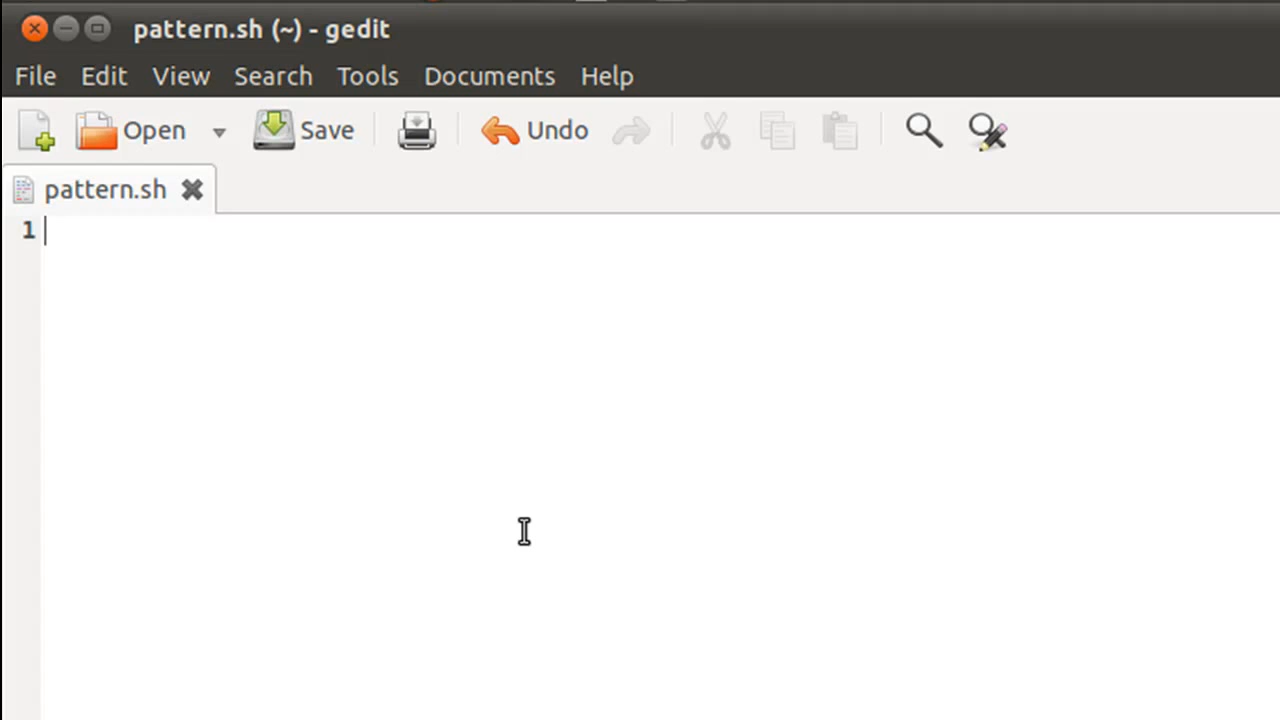 pattern.sh (~) - gedit
File Edit View Search Tools Documents Help
Open Save Undo
pattern.sh
1